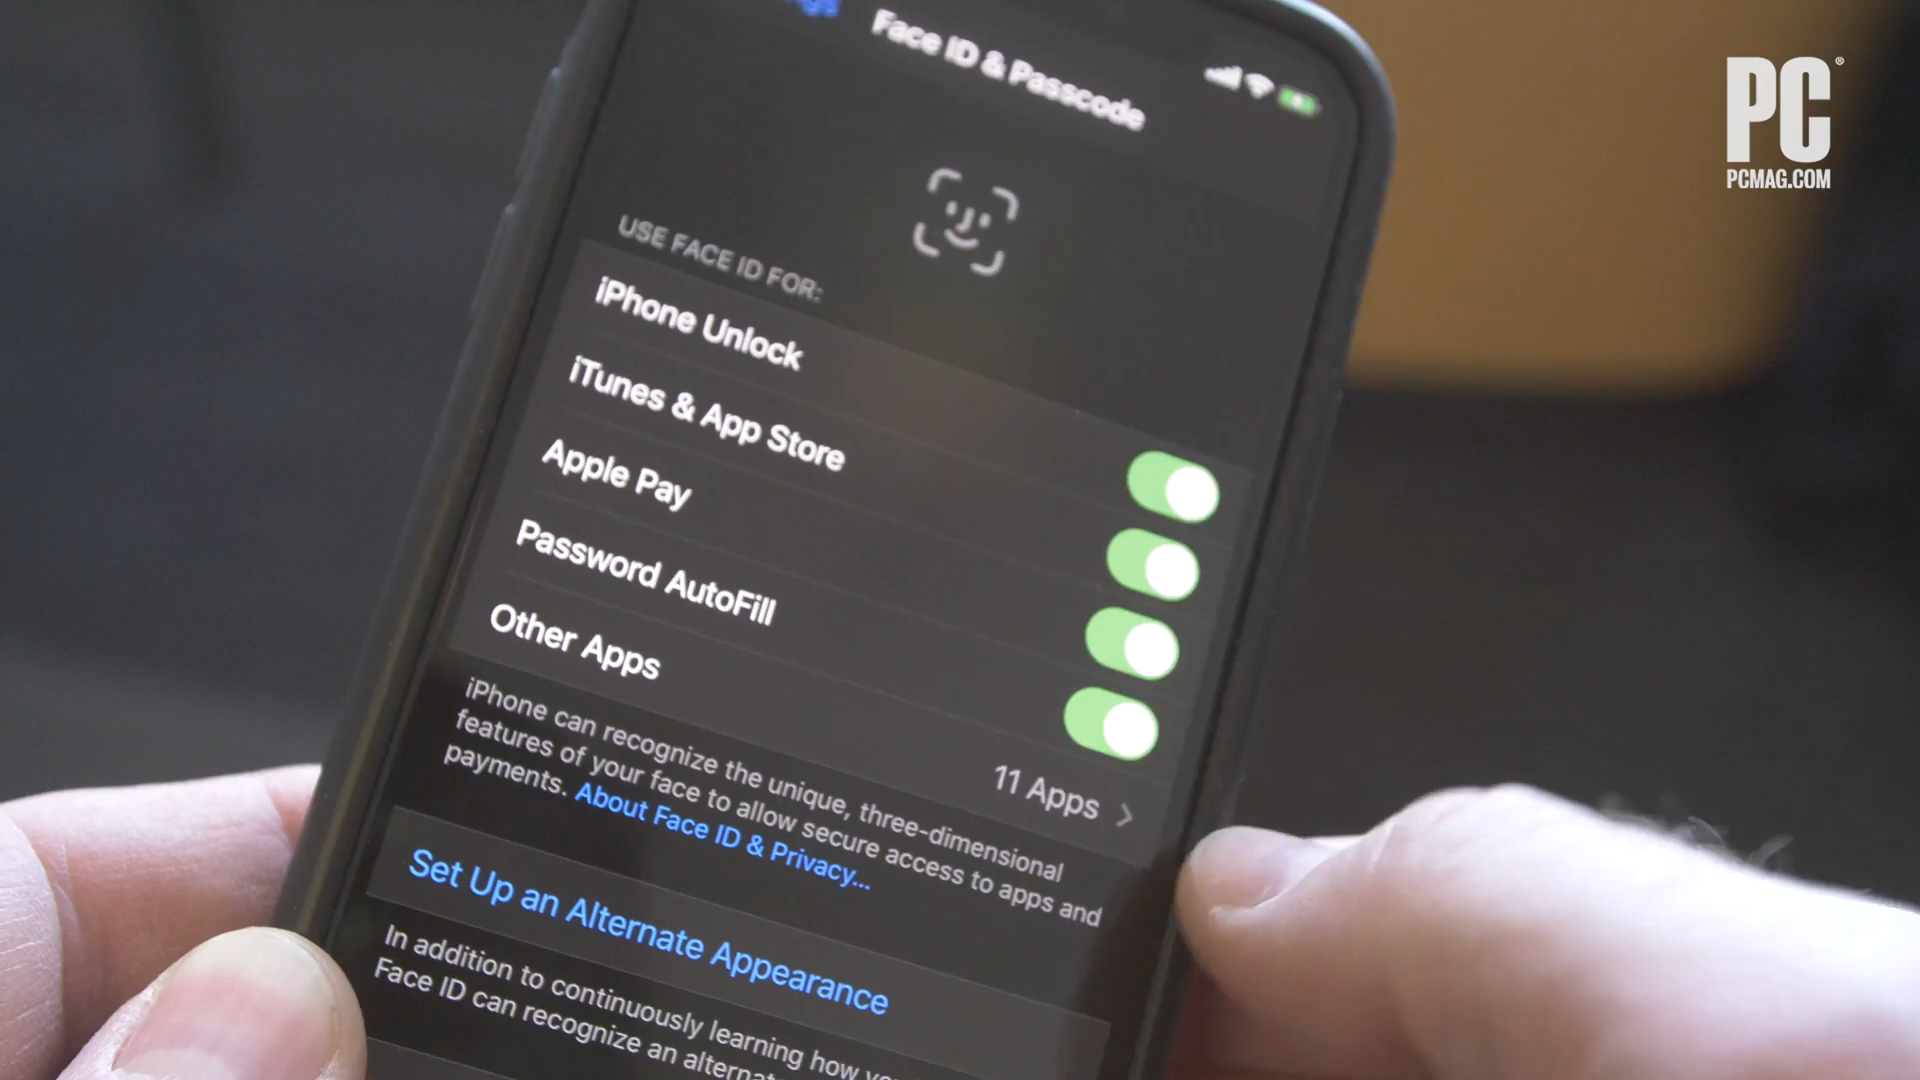 Face ID & Passcode
PC®
PCMAG.COM
USE FACE ID FOR:
iPhone Unlock
iTunes & App Store
Apple Pay
Password AutoFill
Other Apps
11 Apps
iPhone can recognize the unique, three-dimensional
features of your face to allow secure access to apps and
payments. About Face ID & Privacy...
Set Up an Alternate Appearance
In addition to continuously learning how
Face ID can recognize an